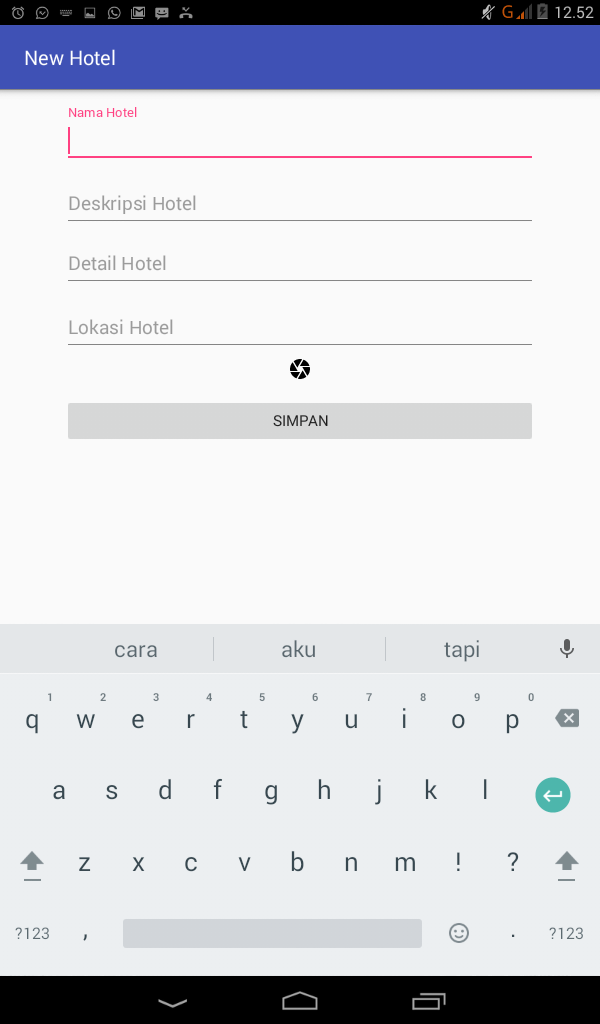 G 12.52
New Hotel
Nama Hotel
Deskripsi Hotel
Detail Hotel
Lokasi Hotel
SIMPAN
cara aku tapi
1 2 3 4 5 6 7 8 9 0
q w e r t y u i o p
a s d f g h j k l
z x c v b n m ! ?
?123 , . ?123